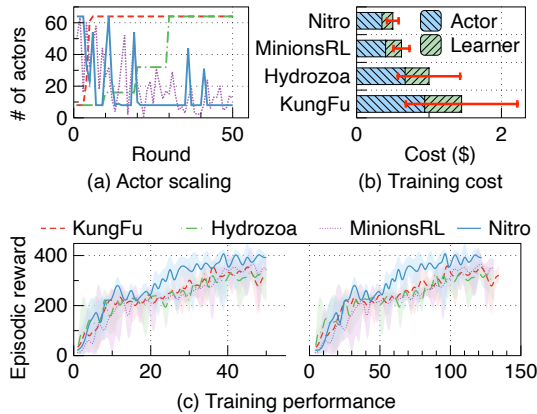 # of actors
60
40
20
0
0 25 50
Round
(a) Actor scaling
Nitro
MinionsRL
Hydrozoa
KungFu
Actor
Learner
0 1 2
Cost ($)
(b) Training cost
KungFu Hydrozoa MinionsRL Nitro
Episodic reward
400
200
0
0 20 40
0 50 100 150
(c) Training performance